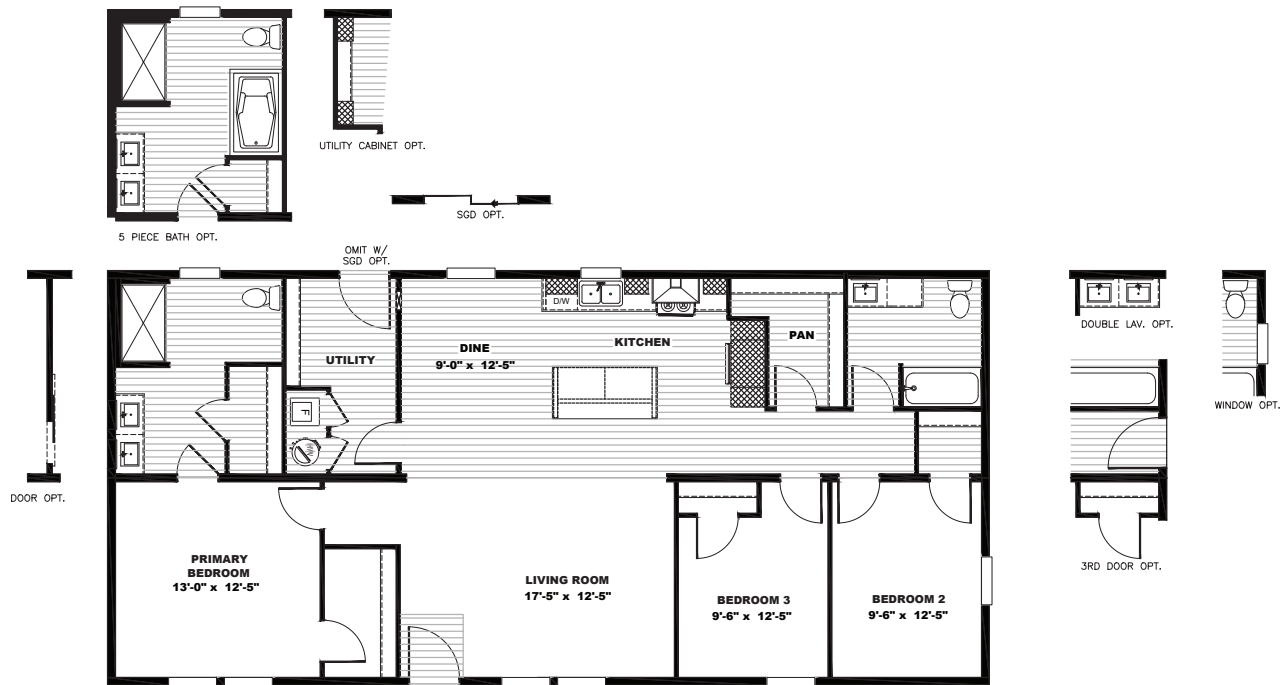 UTILITY CABINET OPT.
SGD OPT.
5 PIECE BATH OPT.
OMIT W/
SGD OPT.
D/W
DINE
9'-0" x 12'-5"
KITCHEN
PAN
UTILITY
F
DOUBLE LAV. OPT.
WINDOW OPT.
DOOR OPT.
PRIMARY
BEDROOM
13'-0" x 12'-5"
LIVING ROOM
17'-5" x 12'-5"
BEDROOM 3
9'-6" x 12'-5"
BEDROOM 2
9'-6" x 12'-5"
3RD DOOR OPT.